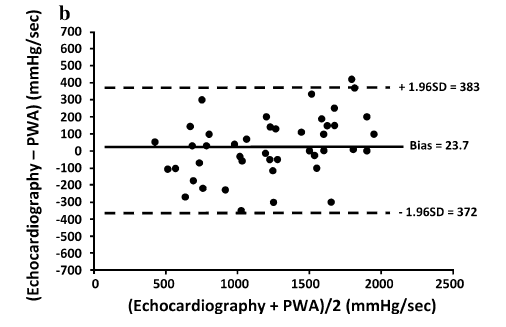 b
(Echocardiography – PWA) (mmHg/sec)
700
600
500
400
300
200
100
0
-100
-200
-300
-400
-500
-600
-700
+ 1.96SD = 383
Bias = 23.7
- 1.96SD = 372
0 500 1000 1500 2000 2500
(Echocardiography + PWA)/2 (mmHg/sec)